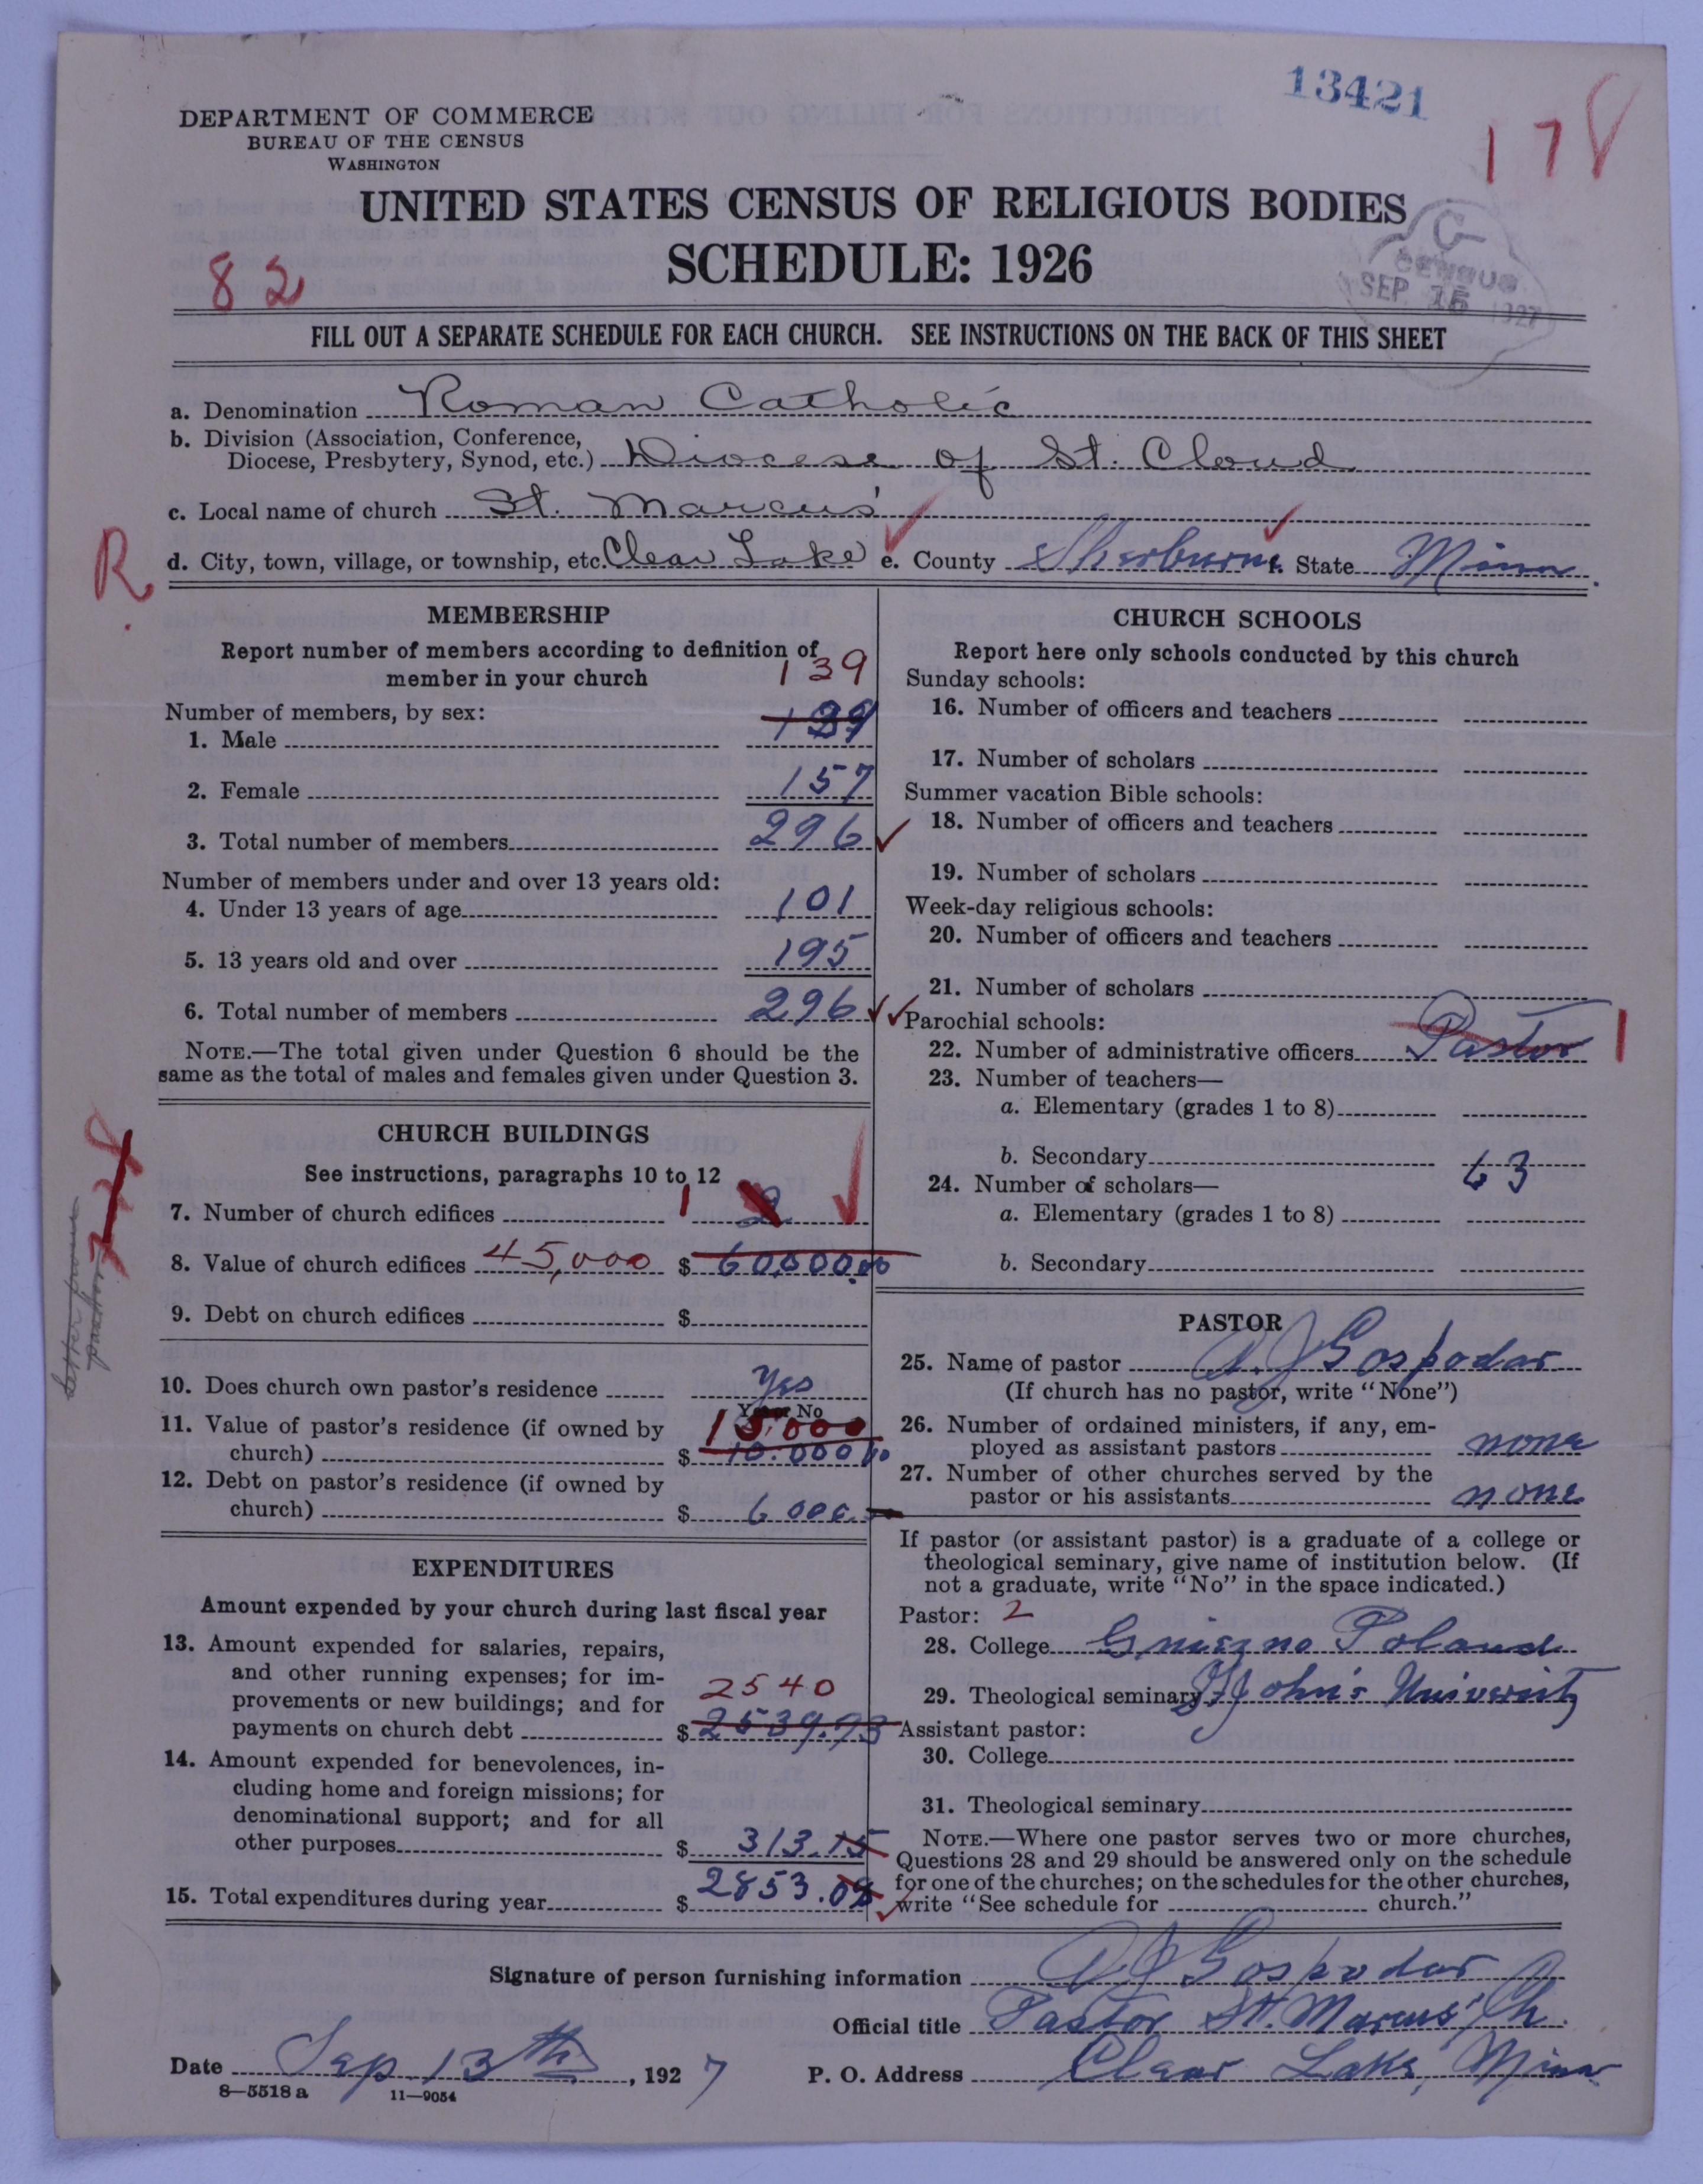 13421
178
DEPARTMENT OF COMMERCE
BUREAU OF THE CENSUS
WASHINGTON
UNITED STATES CENSUS OF RELIGIOUS BODIES
SCHEDULE: 1926
82
CENSUS
SEP 15 1927
FILL OUT A SEPARATE SCHEDULE FOR EACH CHURCH. SEE INSTRUCTIONS ON THE BACK OF THIS SHEET
a. Denomination Roman Catholic
b. Division (Association, Conference,
Diocese, Presbytery, Synod, etc.) Diocese of St. Cloud
c. Local name of church St. Marcus'
R
d. City, town, village, or township, etc. Clear Lake e. County Sherburne f. State Minn.
MEMBERSHIP
Report number of members according to definition of
member in your church
139
Number of members, by sex:
1. Male 139
2. Female 157
3. Total number of members 296
Number of members under and over 13 years old:
4. Under 13 years of age 101
5. 13 years old and over 195
6. Total number of members 296
NOTE.—The total given under Question 6 should be the
same as the total of males and females given under Question 3.
CHURCH BUILDINGS
See instructions, paragraphs 10 to 12
7. Number of church edifices 1 2
8. Value of church edifices 45,000 $ 60,000.00
9. Debt on church edifices $
Letter from
pastor
10. Does church own pastor's residence Yes
Yes or No
11. Value of pastor's residence (if owned by 15,000
church) $ 10.000.00
12. Debt on pastor's residence (if owned by
church) $ 6 000.
EXPENDITURES
Amount expended by your church during last fiscal year
13. Amount expended for salaries, repairs,
and other running expenses; for im-
provements or new buildings; and for 2540
payments on church debt $ 2539.93
14. Amount expended for benevolences, in-
cluding home and foreign missions; for
denominational support; and for all
other purposes $ 313.15
15. Total expenditures during year $ 2853.08
CHURCH SCHOOLS
Report here only schools conducted by this church
Sunday schools:
16. Number of officers and teachers
17. Number of scholars
Summer vacation Bible schools:
18. Number of officers and teachers
19. Number of scholars
Week-day religious schools:
20. Number of officers and teachers
21. Number of scholars
Parochial schools:
22. Number of administrative officers Pastor 1
23. Number of teachers—
a. Elementary (grades 1 to 8)
b. Secondary
24. Number of scholars— 63
a. Elementary (grades 1 to 8)
b. Secondary
PASTOR
25. Name of pastor A. J Gospodar
(If church has no pastor, write "None")
26. Number of ordained ministers, if any, em-
ployed as assistant pastors none
27. Number of other churches served by the
pastor or his assistants none
If pastor (or assistant pastor) is a graduate of a college or
theological seminary, give name of institution below. (If
not a graduate, write "No" in the space indicated.)
Pastor: 2
28. College Gniezno Poland
29. Theological seminary St John's University
Assistant pastor:
30. College
31. Theological seminary
NOTE.—Where one pastor serves two or more churches,
Questions 28 and 29 should be answered only on the schedule
for one of the churches; on the schedules for the other churches,
write "See schedule for church."
Signature of person furnishing information A J Gospodar
Official title Pastor St. Marcus' Ch.
Date Sep. 13th, 1927 P. O. Address Clear Lake, Minn.
8—5518 a 11—9054